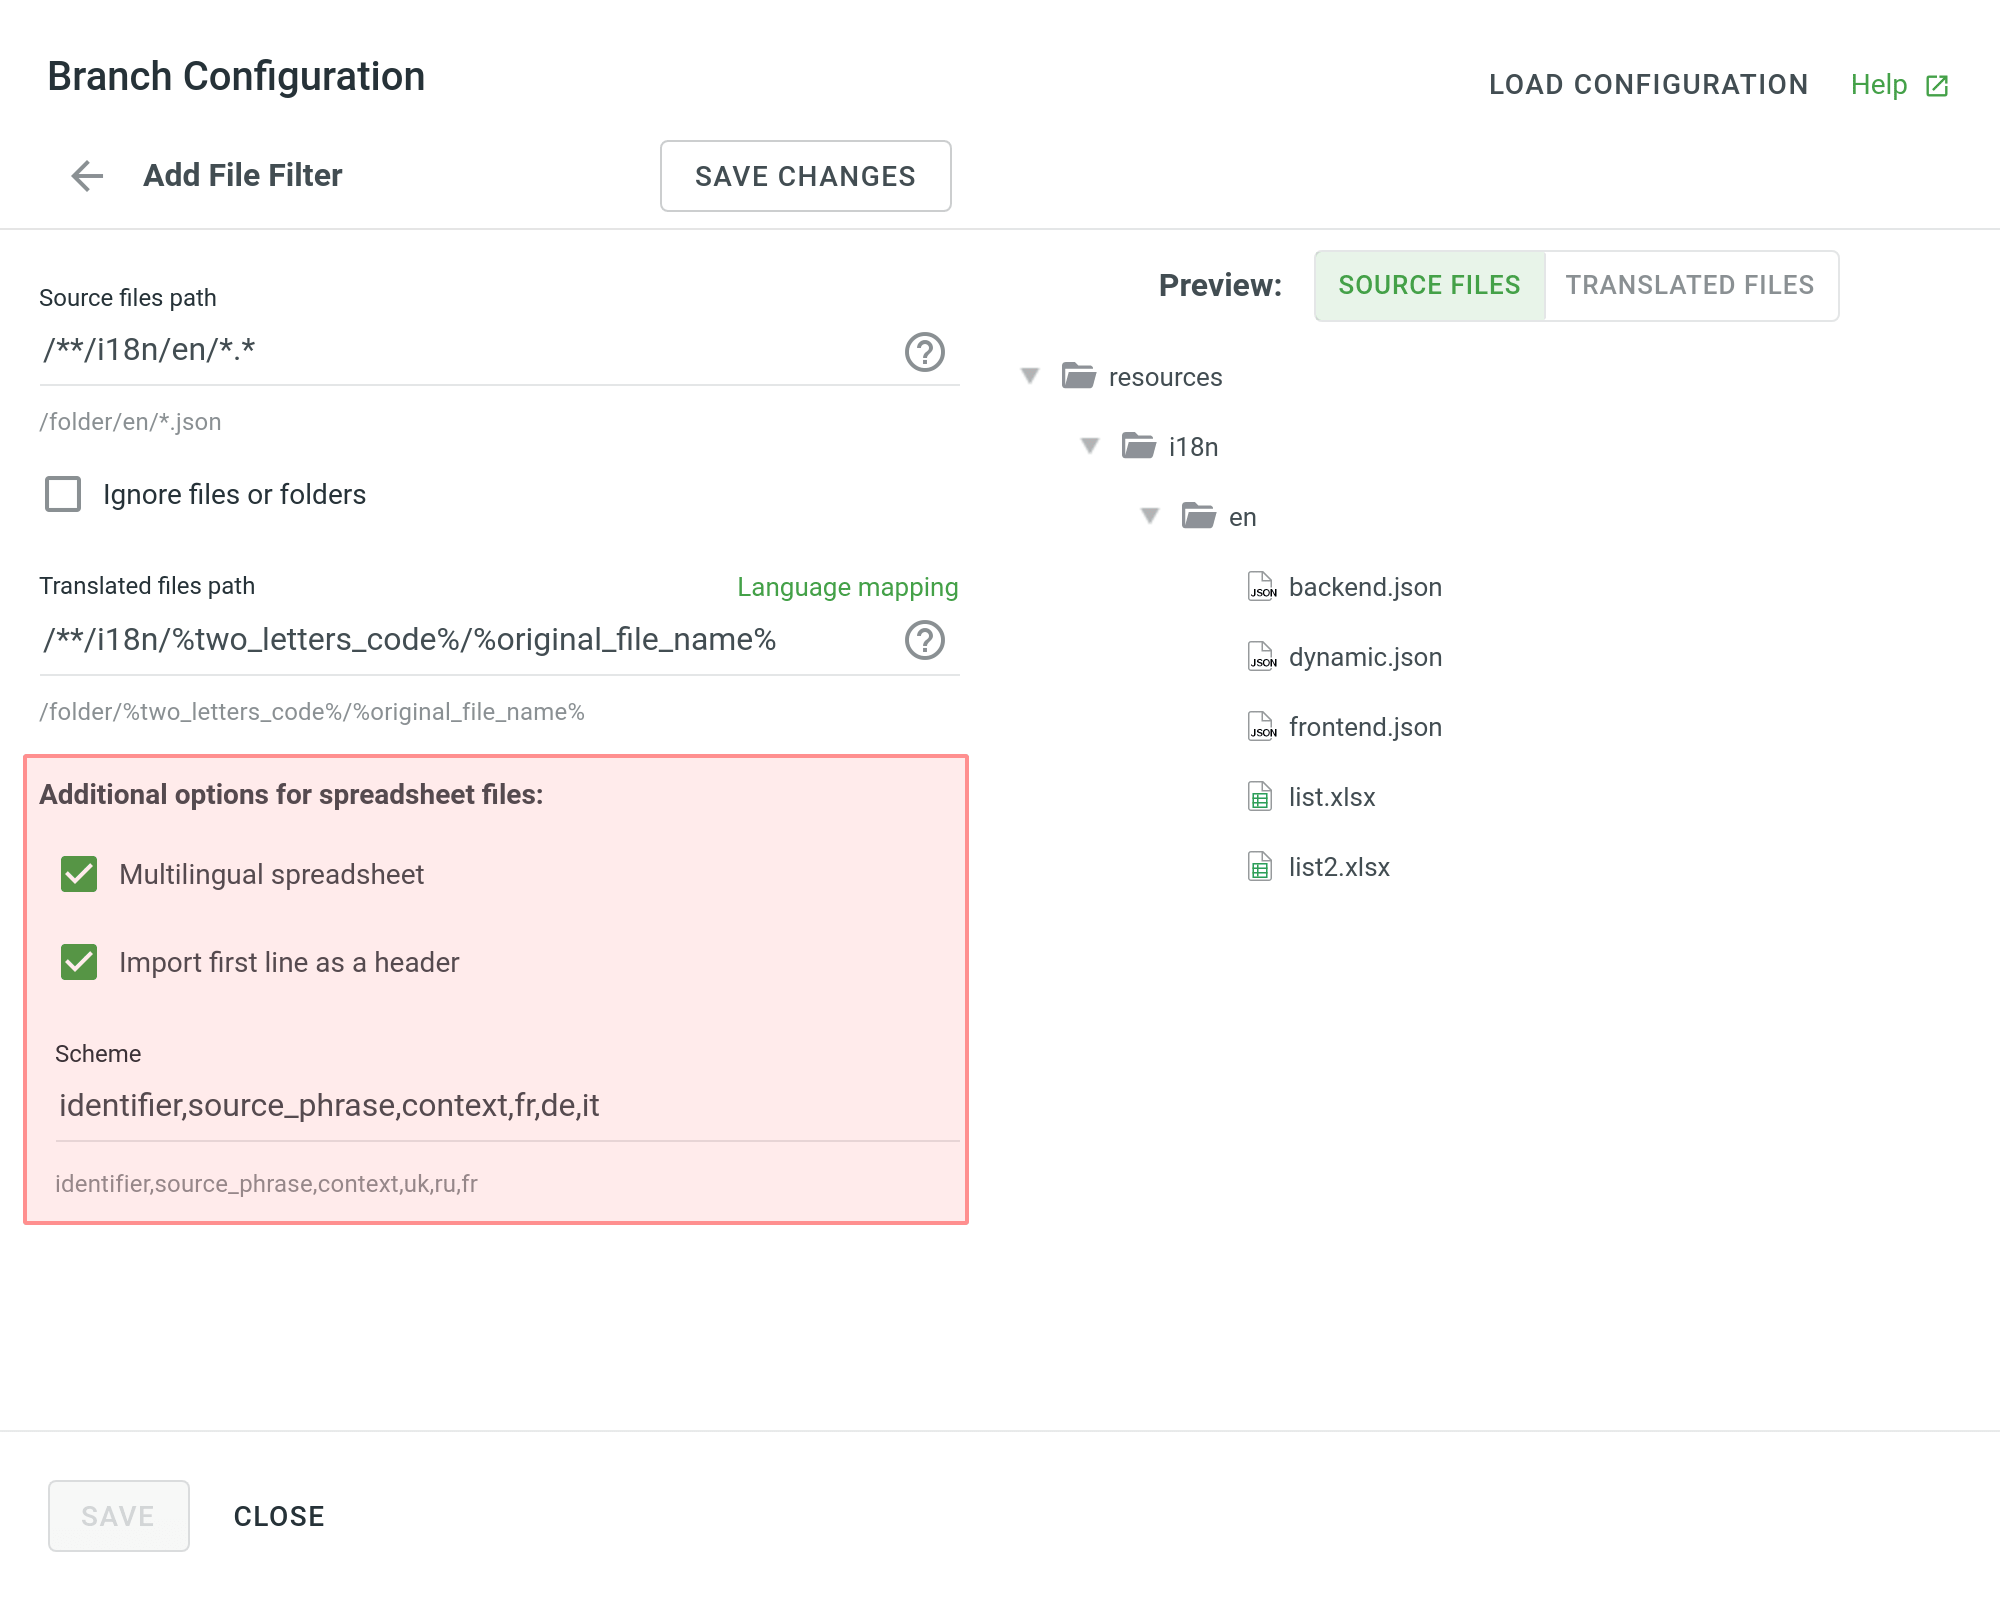 Branch Configuration
LOAD CONFIGURATION
Help
Add File Filter
SAVE CHANGES
Source files path
/**/i18n/en/*.*
/folder/en/*.json
Ignore files or folders
Translated files path
Language mapping
/**/i18n/%two_letters_code%/%original_file_name%
/folder/%two_letters_code%/%original_file_name%
Additional options for spreadsheet files:
Multilingual spreadsheet
Import first line as a header
Scheme
identifier,source_phrase,context,fr,de,it
identifier,source_phrase,context,uk,ru,fr
Preview:
SOURCE FILES
TRANSLATED FILES
resources
i18n
en
JSON backend.json
JSON dynamic.json
JSON frontend.json
list.xlsx
list2.xlsx
SAVE
CLOSE